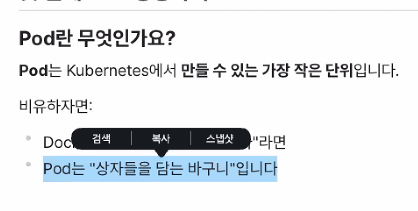 Pod란 무엇인가요?
Pod는 Kubernetes에서 만들 수 있는 가장 작은 단위입니다.
비유하자면:
검색 복사 스냅샷
"라면
Pod는 "상자들을 담는 바구니"입니다